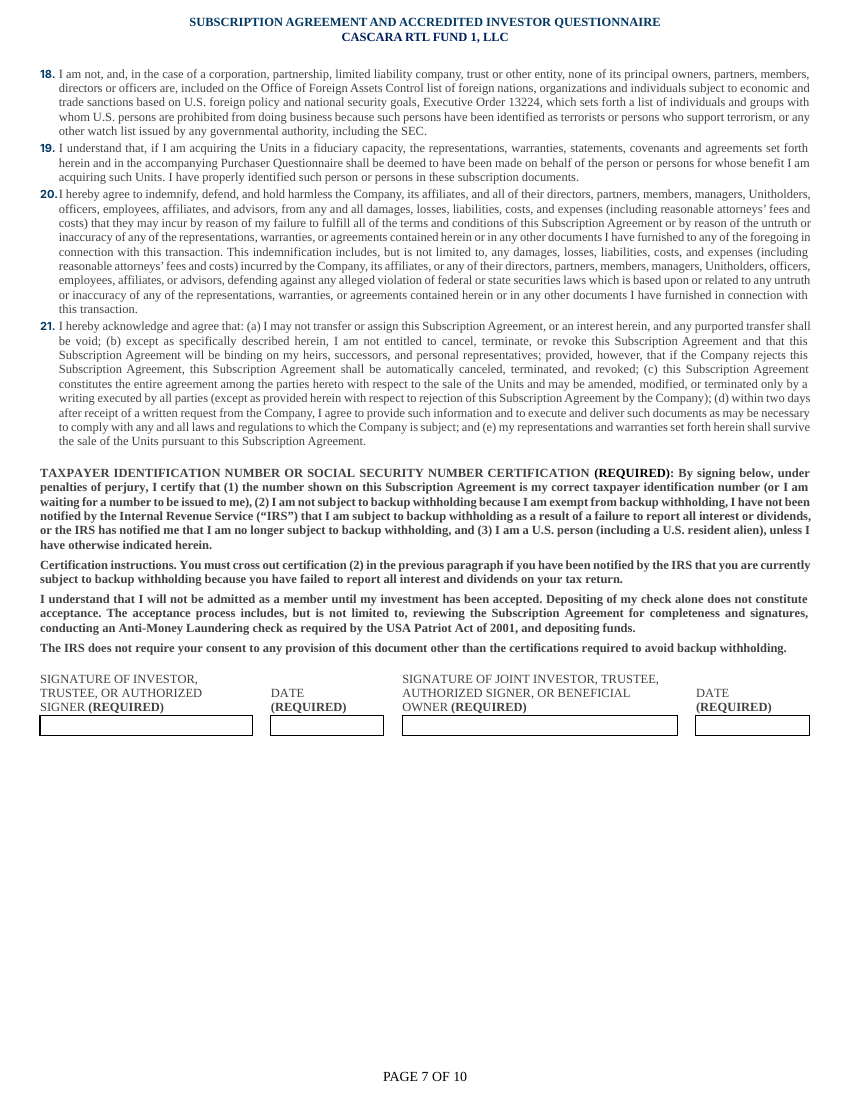 SUBSCRIPTION AGREEMENT AND ACCREDITED INVESTOR QUESTIONNAIRE
CASCARA RTL FUND 1, LLC
18. I am not, and, in the case of a corporation, partnership, limited liability company, trust or other entity, none of its principal owners, partners, members,
directors or officers are, included on the Office of Foreign Assets Control list of foreign nations, organizations and individuals subject to economic and
trade sanctions based on U.S. foreign policy and national security goals, Executive Order 13224, which sets forth a list of individuals and groups with
whom U.S. persons are prohibited from doing business because such persons have been identified as terrorists or persons who support terrorism, or any
other watch list issued by any governmental authority, including the SEC.
19. I understand that, if I am acquiring the Units in a fiduciary capacity, the representations, warranties, statements, covenants and agreements set forth
herein and in the accompanying Purchaser Questionnaire shall be deemed to have been made on behalf of the person or persons for whose benefit I am
acquiring such Units. I have properly identified such person or persons in these subscription documents.
20. I hereby agree to indemnify, defend, and hold harmless the Company, its affiliates, and all of their directors, partners, members, managers, Unitholders,
officers, employees, affiliates, and advisors, from any and all damages, losses, liabilities, costs, and expenses (including reasonable attorneys’ fees and
costs) that they may incur by reason of my failure to fulfill all of the terms and conditions of this Subscription Agreement or by reason of the untruth or
inaccuracy of any of the representations, warranties, or agreements contained herein or in any other documents I have furnished to any of the foregoing in
connection with this transaction. This indemnification includes, but is not limited to, any damages, losses, liabilities, costs, and expenses (including
reasonable attorneys’ fees and costs) incurred by the Company, its affiliates, or any of their directors, partners, members, managers, Unitholders, officers,
employees, affiliates, or advisors, defending against any alleged violation of federal or state securities laws which is based upon or related to any untruth
or inaccuracy of any of the representations, warranties, or agreements contained herein or in any other documents I have furnished in connection with
this transaction.
21. I hereby acknowledge and agree that: (a) I may not transfer or assign this Subscription Agreement, or an interest herein, and any purported transfer shall
be void; (b) except as specifically described herein, I am not entitled to cancel, terminate, or revoke this Subscription Agreement and that this
Subscription Agreement will be binding on my heirs, successors, and personal representatives; provided, however, that if the Company rejects this
Subscription Agreement, this Subscription Agreement shall be automatically canceled, terminated, and revoked; (c) this Subscription Agreement
constitutes the entire agreement among the parties hereto with respect to the sale of the Units and may be amended, modified, or terminated only by a
writing executed by all parties (except as provided herein with respect to rejection of this Subscription Agreement by the Company); (d) within two days
after receipt of a written request from the Company, I agree to provide such information and to execute and deliver such documents as may be necessary
to comply with any and all laws and regulations to which the Company is subject; and (e) my representations and warranties set forth herein shall survive
the sale of the Units pursuant to this Subscription Agreement.
TAXPAYER IDENTIFICATION NUMBER OR SOCIAL SECURITY NUMBER CERTIFICATION (REQUIRED): By signing below, under
penalties of perjury, I certify that (1) the number shown on this Subscription Agreement is my correct taxpayer identification number (or I am
waiting for a number to be issued to me), (2) I am not subject to backup withholding because I am exempt from backup withholding, I have not been
notified by the Internal Revenue Service (“IRS”) that I am subject to backup withholding as a result of a failure to report all interest or dividends,
or the IRS has notified me that I am no longer subject to backup withholding, and (3) I am a U.S. person (including a U.S. resident alien), unless I
have otherwise indicated herein.
Certification instructions. You must cross out certification (2) in the previous paragraph if you have been notified by the IRS that you are currently
subject to backup withholding because you have failed to report all interest and dividends on your tax return.
I understand that I will not be admitted as a member until my investment has been accepted. Depositing of my check alone does not constitute
acceptance. The acceptance process includes, but is not limited to, reviewing the Subscription Agreement for completeness and signatures,
conducting an Anti-Money Laundering check as required by the USA Patriot Act of 2001, and depositing funds.
The IRS does not require your consent to any provision of this document other than the certifications required to avoid backup withholding.
SIGNATURE OF INVESTOR,
TRUSTEE, OR AUTHORIZED
SIGNER (REQUIRED)
DATE
(REQUIRED)
SIGNATURE OF JOINT INVESTOR, TRUSTEE,
AUTHORIZED SIGNER, OR BENEFICIAL
OWNER (REQUIRED)
DATE
(REQUIRED)
PAGE 7 OF 10